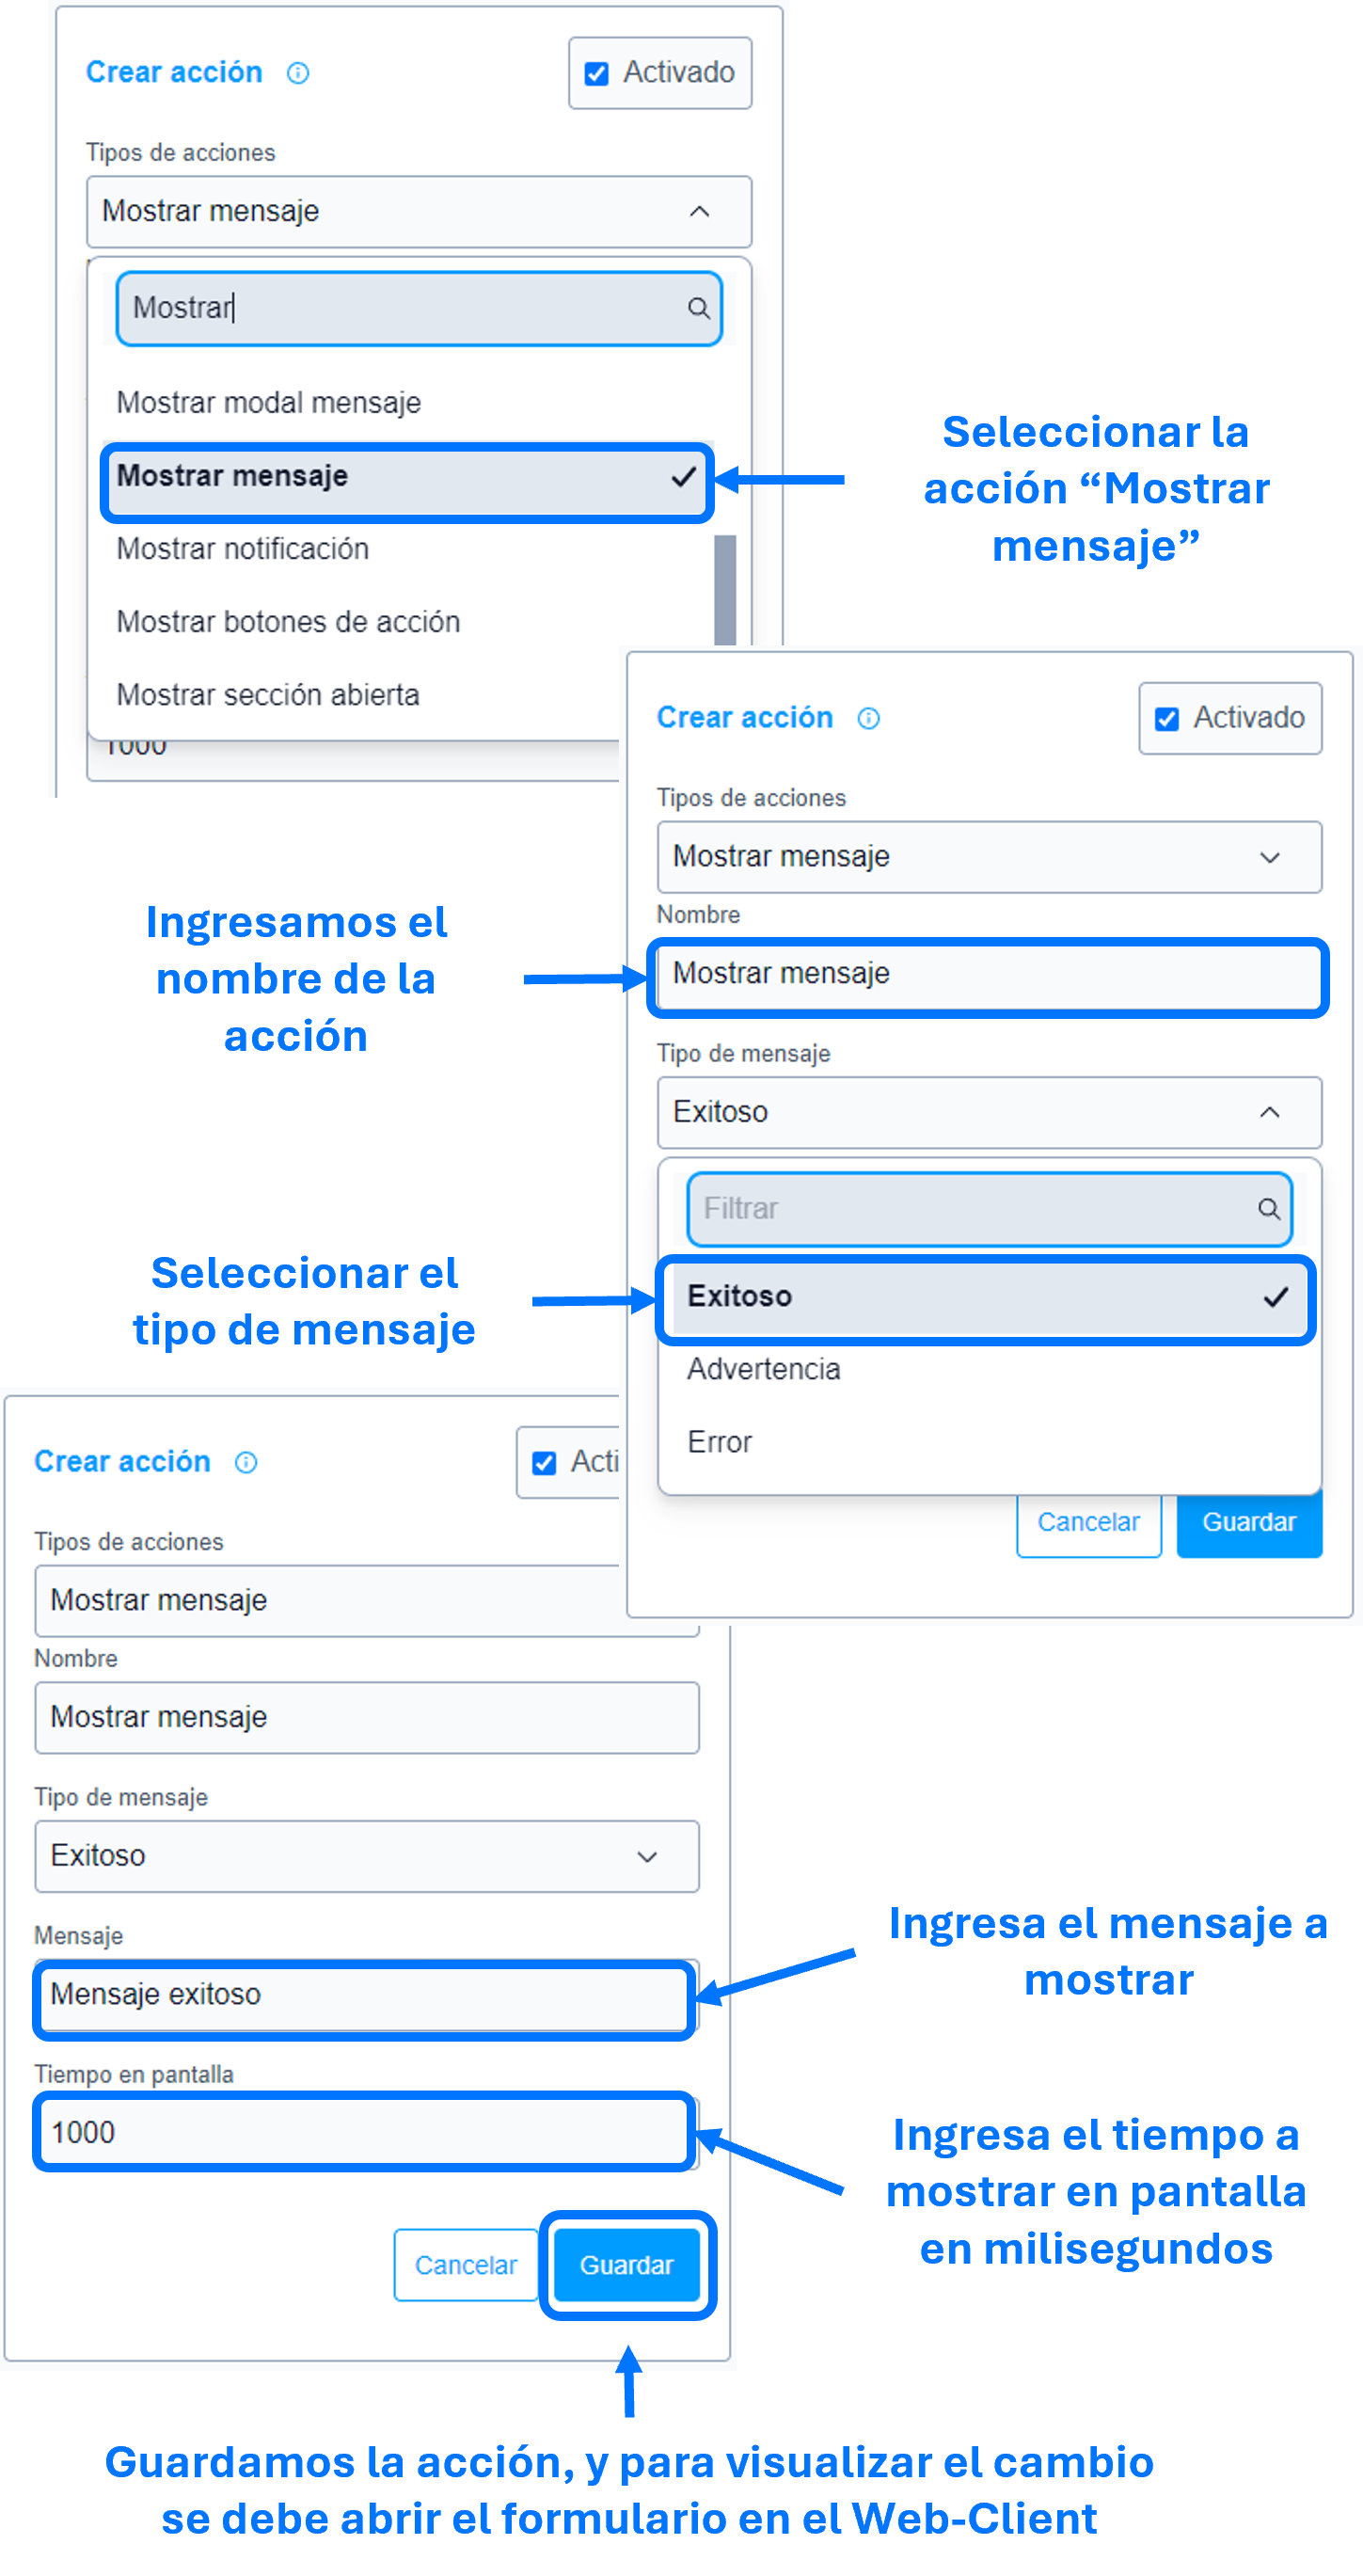 Crear acción
Activado
Tipos de acciones
Mostrar mensaje
Mostrar
Mostrar modal mensaje
Mostrar mensaje
Mostrar notificación
Mostrar botones de acción
Mostrar sección abierta
1000
Seleccionar la
acción “Mostrar
mensaje”
Crear acción
Activado
Tipos de acciones
Mostrar mensaje
Nombre
Mostrar mensaje
Tipo de mensaje
Exitoso
Filtrar
Exitoso
Advertencia
Error
Cancelar
Guardar
Ingresamos el
nombre de la
acción
Seleccionar el
tipo de mensaje
Crear acción
Acti
Tipos de acciones
Mostrar mensaje
Nombre
Mostrar mensaje
Tipo de mensaje
Exitoso
Mensaje
Mensaje exitoso
Tiempo en pantalla
1000
Cancelar
Guardar
Ingresa el mensaje a
mostrar
Ingresa el tiempo a
mostrar en pantalla
en milisegundos
Guardamos la acción, y para visualizar el cambio
se debe abrir el formulario en el Web-Client